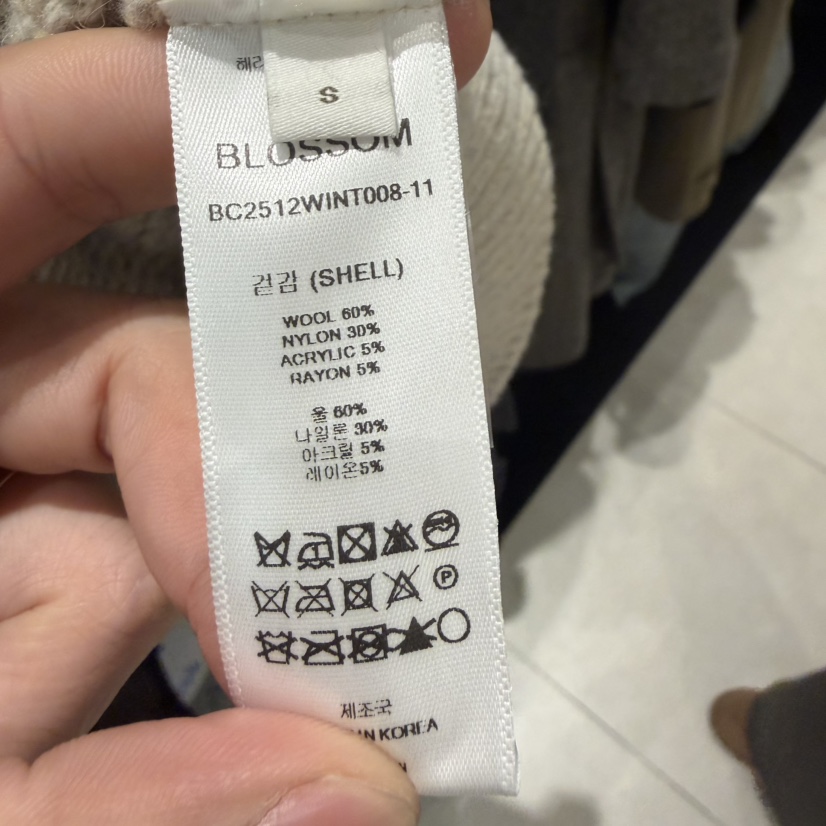 S
BLOSSOM
BC2512WINT008-11
겉감 (SHELL)
WOOL 60%
NYLON 30%
ACRYLIC 5%
RAYON 5%
울 60%
나일론 30%
아크릴 5%
레이온5%
P
제조국
IN KOREA